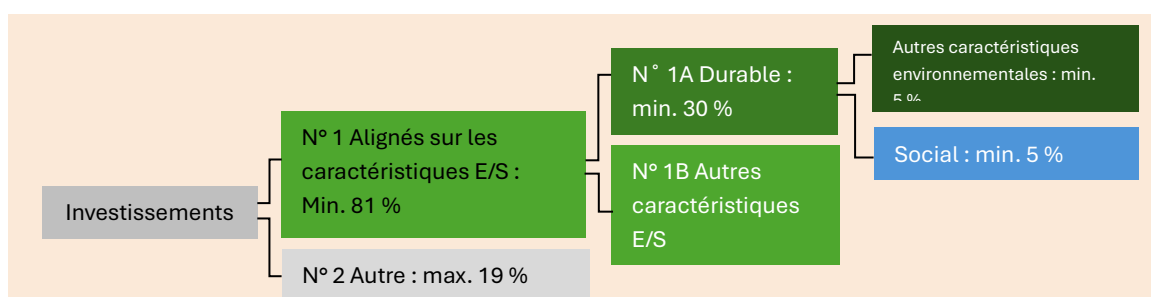 Investissements
N° 1 Alignés sur les
caractéristiques E/S :
Min. 81 %
N° 2 Autre : max. 19 %
N° 1A Durable :
min. 30 %
N° 1B Autres
caractéristiques
E/S
Autres caractéristiques
environnementales : min.
5 %
Social : min. 5 %